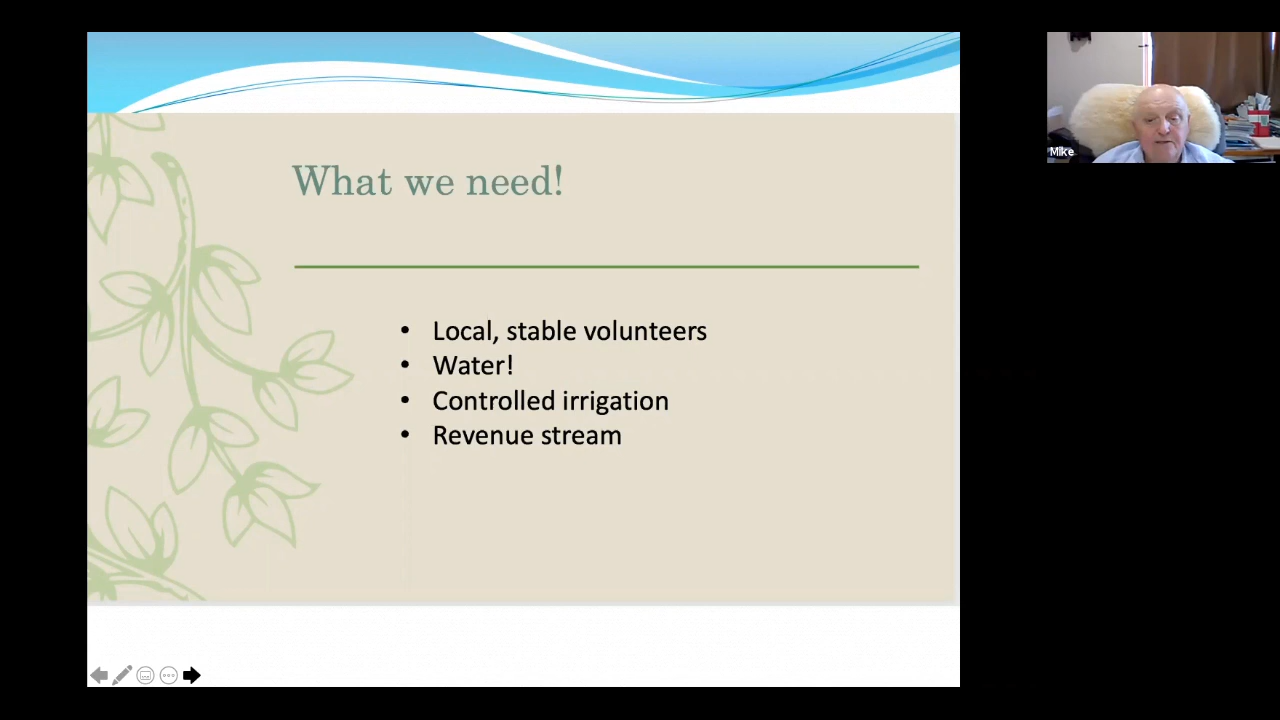 What we need!
• Local, stable volunteers
• Water!
• Controlled irrigation
• Revenue stream
Mike